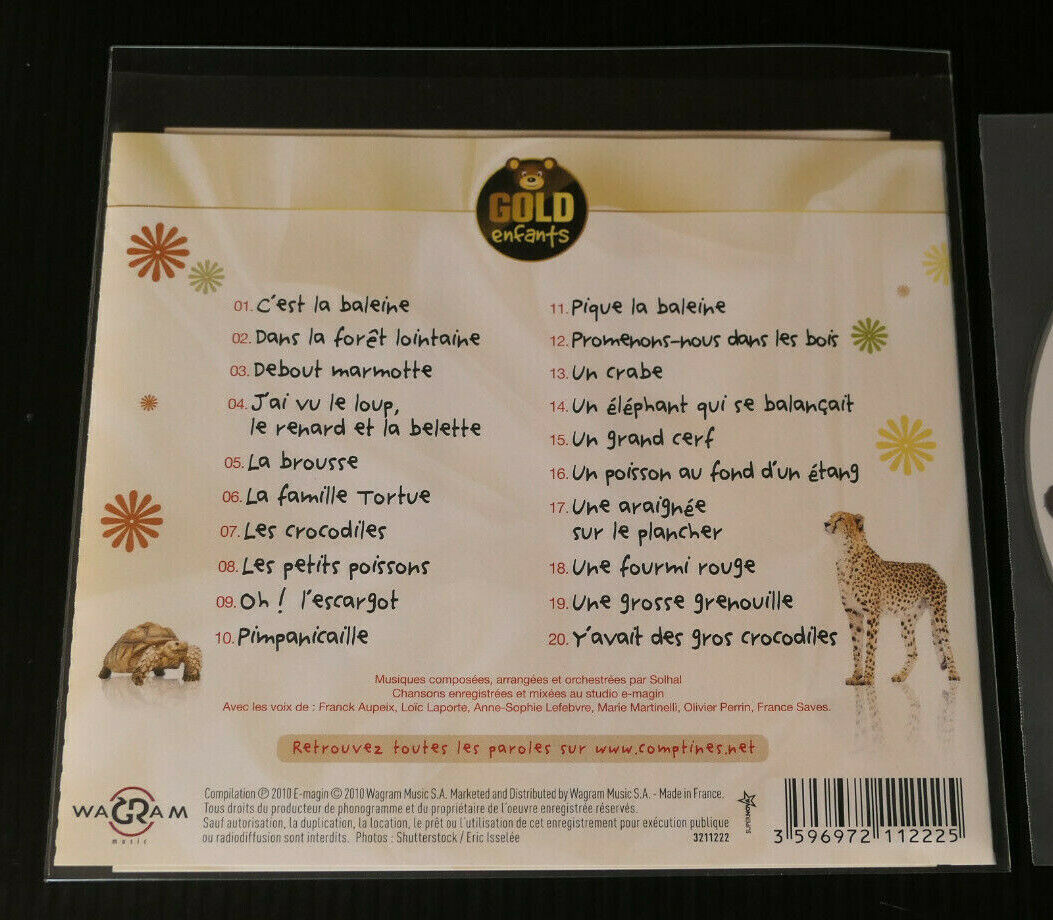 GOLD
enfants
01. C'est la baleine
02. Dans la forêt lointaine
03. Debout marmotte
04. J'ai vu le loup,
le renard et la belette
05. La brousse
06. La famille Tortue
07. Les crocodiles
08. Les petits poissons
09. Oh ! l'escargot
10. Pimpanicaille
11. Pique la baleine
12. Promenons-nous dans les bois
13. Un crabe
14. Un éléphant qui se balançait
15. Un grand cerf
16. Un poisson au fond d'un étang
17. Une araignée
sur le plancher
18. Une fourmi rouge
19. Une grosse grenouille
20. Y'avait des gros crocodiles
Musiques composées, arrangées et orchestrées par Solhal
Chansons enregistrées et mixées au studio e-magin
Avec les voix de : Franck Aupeix, Loïc Laporte, Anne-Sophie Lefebvre, Marie Martinelli, Olivier Perrin, France Saves.
Retrouvez toutes les paroles sur www.comptines.net
WAGRAM
music
Compilation ℗ 2010 E-magin © 2010 Wagram Music S.A. Marketed and Distributed by Wagram Music S.A. - Made in France.
Tous droits du producteur de phonogramme et du propriétaire de l'oeuvre enregistrée réservés.
Sauf autorisation, la duplication, la location, le prêt ou l'utilisation de cet enregistrement pour exécution publique
ou radiodiffusion sont interdits. Photos : Shutterstock / Eric Isselée
3211222
SUPERNOVA
3 596972 112225